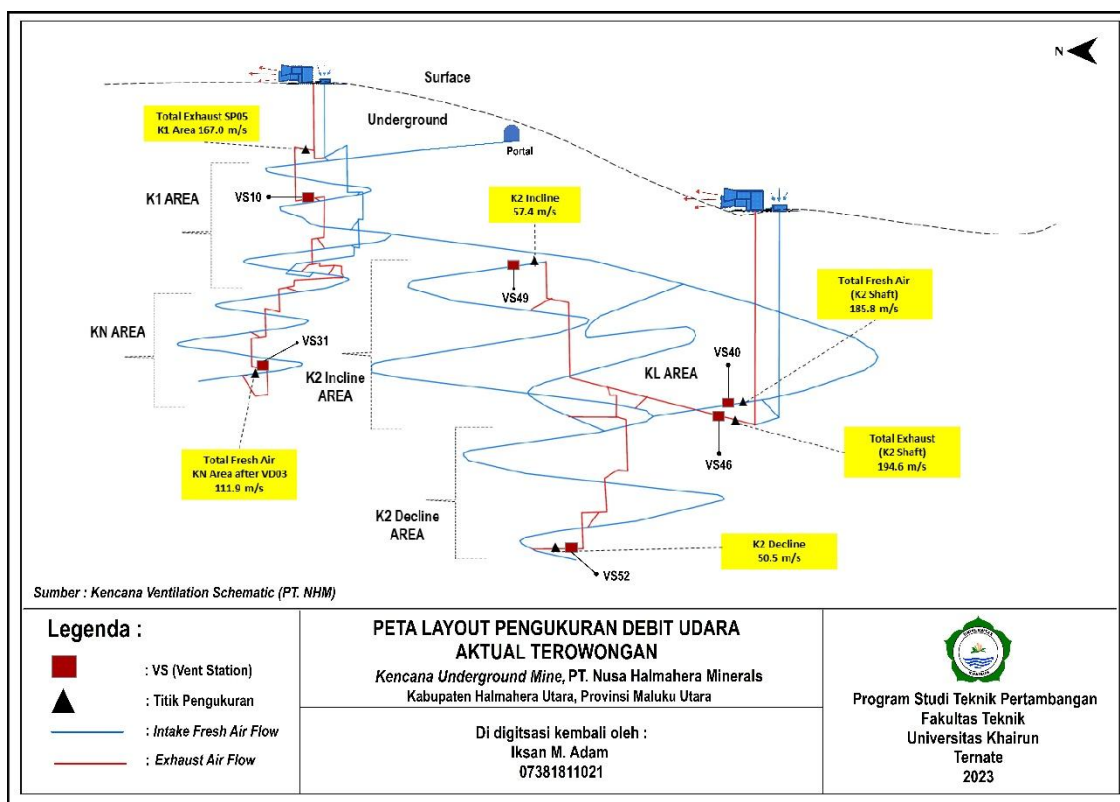 N
Surface
Underground
Portal
Total Exhaust SP05
K1 Area 167.0 m/s
K1 AREA
VS10
K2 Incline
57.4 m/s
VS49
Total Fresh Air
(K2 Shaft)
185.8 m/s
KN AREA
VS31
K2 Incline
AREA
KL AREA
VS40
VS46
Total Exhaust
(K2 Shaft)
194.6 m/s
Total Fresh Air
KN Area after VD03
111.9 m/s
K2 Decline
AREA
K2 Decline
50.5 m/s
VS52
Sumber : Kencana Ventilation Schematic (PT. NHM)
Legenda :
: VS (Vent Station)
: Titik Pengukuran
: Intake Fresh Air Flow
: Exhaust Air Flow
PETA LAYOUT PENGUKURAN DEBIT UDARA
AKTUAL TEROWONGAN
Kencana Underground Mine, PT. Nusa Halmahera Minerals
Kabupaten Halmahera Utara, Provinsi Maluku Utara
Di digitsasi kembali oleh :
Iksan M. Adam
07381811021
Program Studi Teknik Pertambangan
Fakultas Teknik
Universitas Khairun
Ternate
2023